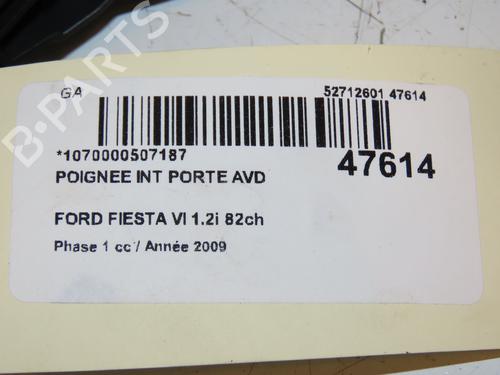 GA
52712601 47614
*1070000507187
47614
POIGNEE INT PORTE AVD
FORD FIESTA VI 1.2i 82ch
Phase 1 cc / Année 2009
B-PARTS